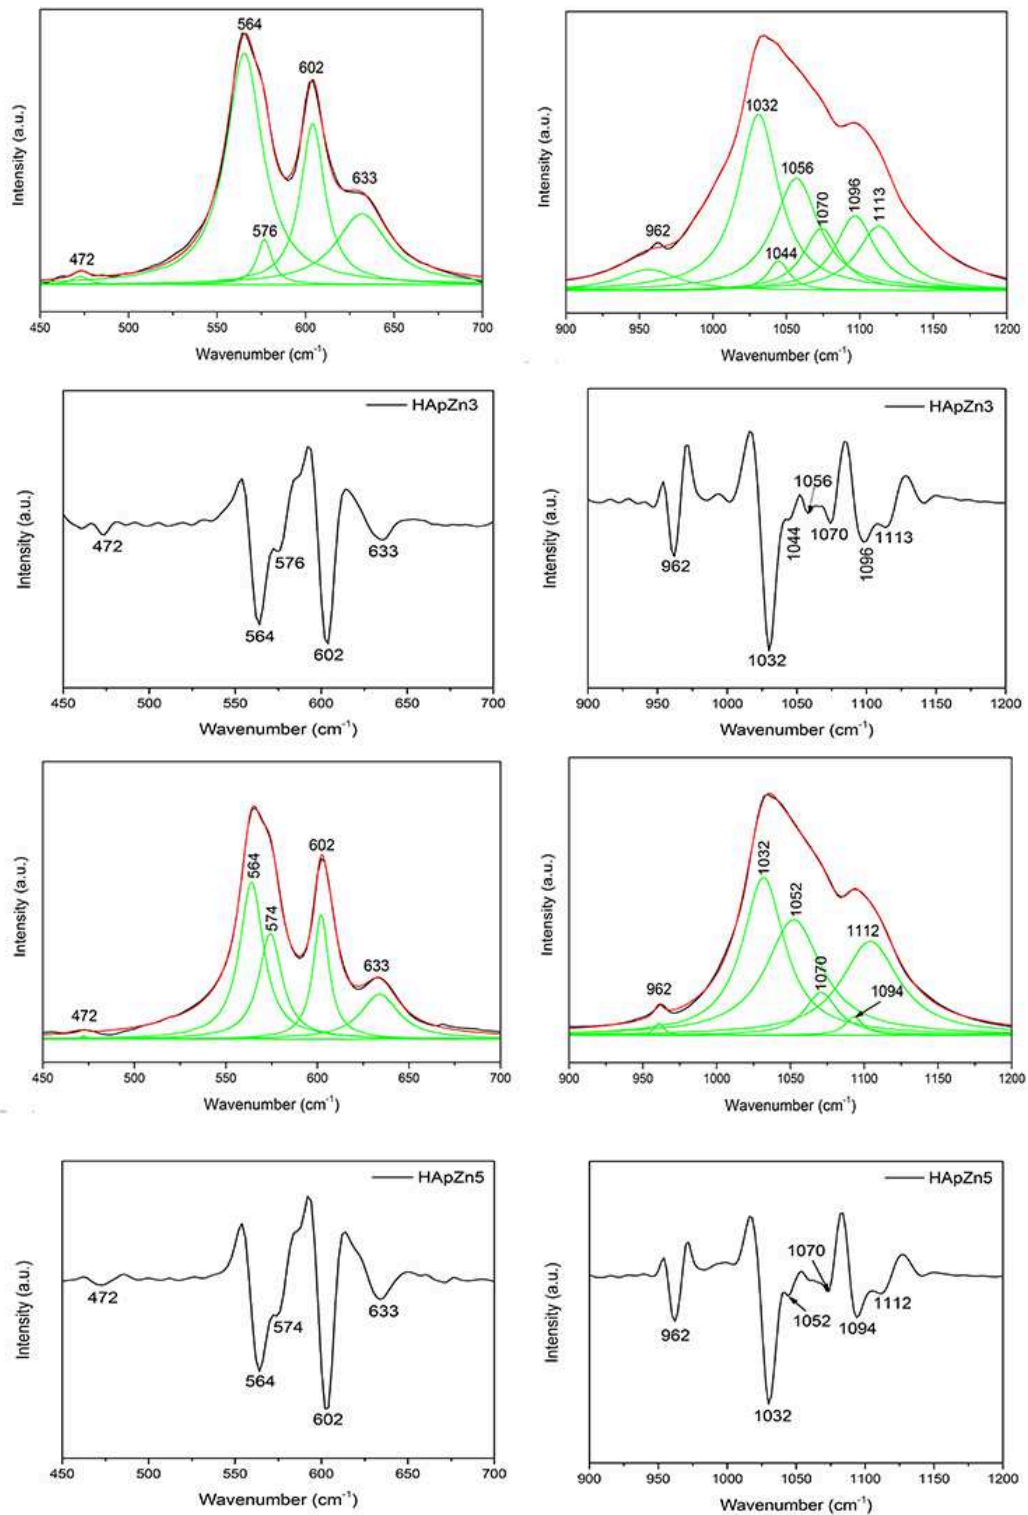 564
602
633
576
472
Intensity (a.u.)
450 500 550 600 650 700
Wavenumber (cm⁻¹)
1032
1056
1070
1096
1113
1044
962
Intensity (a.u.)
900 950 1000 1050 1100 1150 1200
Wavenumber (cm⁻¹)
HApZn3
472
576
633
564
602
Intensity (a.u.)
450 500 550 600 650 700
Wavenumber (cm⁻¹)
HApZn3
1056
1044
1070
1096
1113
962
1032
Intensity (a.u.)
900 950 1000 1050 1100 1150 1200
Wavenumber (cm⁻¹)
564
574
602
633
472
Intensity (a.u.)
450 500 550 600 650 700
Wavenumber (cm⁻¹)
1032
1052
1070
1112
1094
962
Intensity (a.u.)
900 950 1000 1050 1100 1150 1200
Wavenumber (cm⁻¹)
HApZn5
472
574
633
564
602
Intensity (a.u.)
450 500 550 600 650 700
Wavenumber (cm⁻¹)
HApZn5
1070
1052
1112
1094
962
1032
Intensity (a.u.)
900 950 1000 1050 1100 1150 1200
Wavenumber (cm⁻¹)